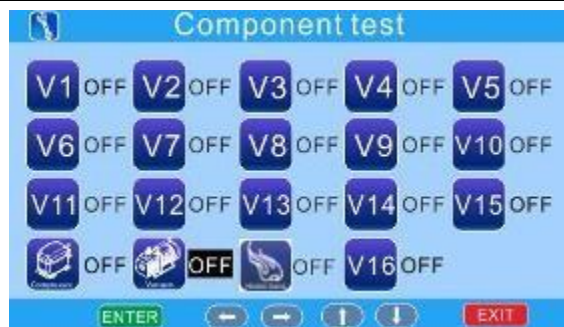 Component test
V1 OFF V2 OFF V3 OFF V4 OFF V5 OFF
V6 OFF V7 OFF V8 OFF V9 OFF V10 OFF
V11 OFF V12 OFF V13 OFF V14 OFF V15 OFF
Compressor OFF Vacuum OFF OFF V16 OFF
ENTER EXIT